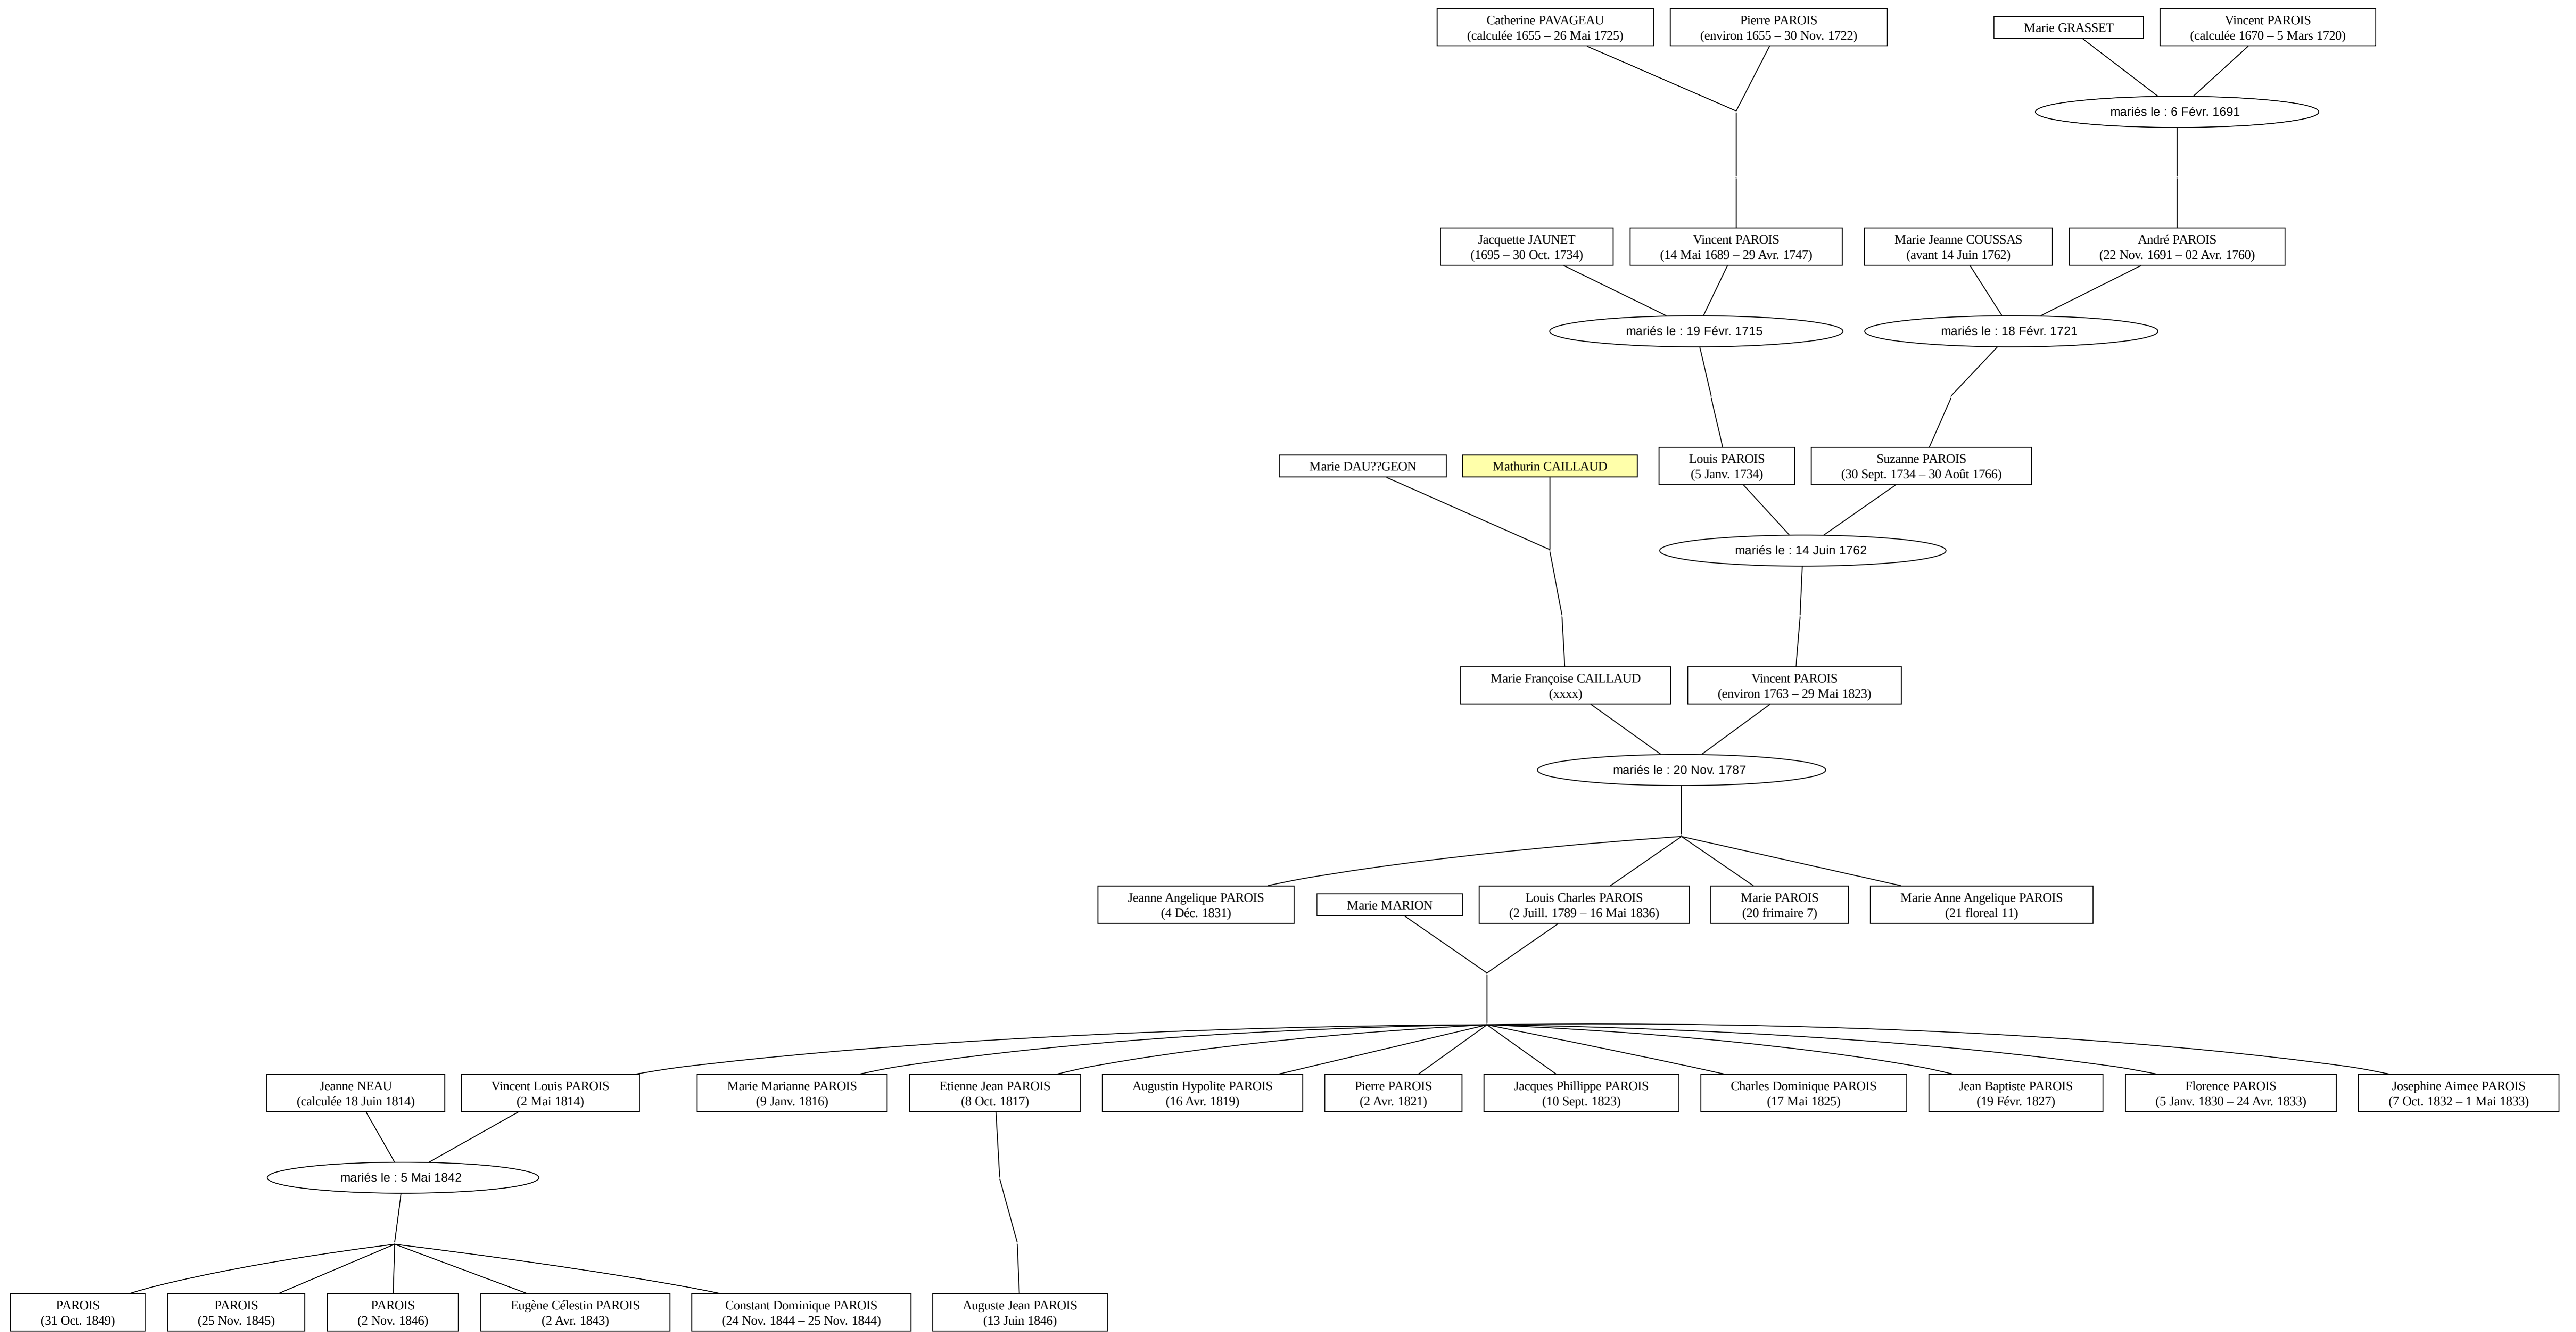 Catherine PAVAGEAU
(calculée 1655 – 26 Mai 1725)
Pierre PAROIS
(environ 1655 – 30 Nov. 1722)
Marie GRASSET
Vincent PAROIS
(calculée 1670 – 5 Mars 1720)
mariés le : 6 Févr. 1691
Jacquette JAUNET
(1695 – 30 Oct. 1734)
Vincent PAROIS
(14 Mai 1689 – 29 Avr. 1747)
Marie Jeanne COUSSAS
(avant 14 Juin 1762)
André PAROIS
(22 Nov. 1691 – 02 Avr. 1760)
mariés le : 19 Févr. 1715
mariés le : 18 Févr. 1721
Marie DAU??GEON
Mathurin CAILLAUD
Louis PAROIS
(5 Janv. 1734)
Suzanne PAROIS
(30 Sept. 1734 – 30 Août 1766)
mariés le : 14 Juin 1762
Marie Françoise CAILLAUD
(xxxx)
Vincent PAROIS
(environ 1763 – 29 Mai 1823)
mariés le : 20 Nov. 1787
Jeanne Angelique PAROIS
(4 Déc. 1831)
Marie MARION
Louis Charles PAROIS
(2 Juill. 1789 – 16 Mai 1836)
Marie PAROIS
(20 frimaire 7)
Marie Anne Angelique PAROIS
(21 floreal 11)
Jeanne NEAU
(calculée 18 Juin 1814)
Vincent Louis PAROIS
(2 Mai 1814)
Marie Marianne PAROIS
(9 Janv. 1816)
Etienne Jean PAROIS
(8 Oct. 1817)
Augustin Hypolite PAROIS
(16 Avr. 1819)
Pierre PAROIS
(2 Avr. 1821)
Jacques Phillippe PAROIS
(10 Sept. 1823)
Charles Dominique PAROIS
(17 Mai 1825)
Jean Baptiste PAROIS
(19 Févr. 1827)
Florence PAROIS
(5 Janv. 1830 – 24 Avr. 1833)
Josephine Aimee PAROIS
(7 Oct. 1832 – 1 Mai 1833)
mariés le : 5 Mai 1842
PAROIS
(31 Oct. 1849)
PAROIS
(25 Nov. 1845)
PAROIS
(2 Nov. 1846)
Eugène Célestin PAROIS
(2 Avr. 1843)
Constant Dominique PAROIS
(24 Nov. 1844 – 25 Nov. 1844)
Auguste Jean PAROIS
(13 Juin 1846)